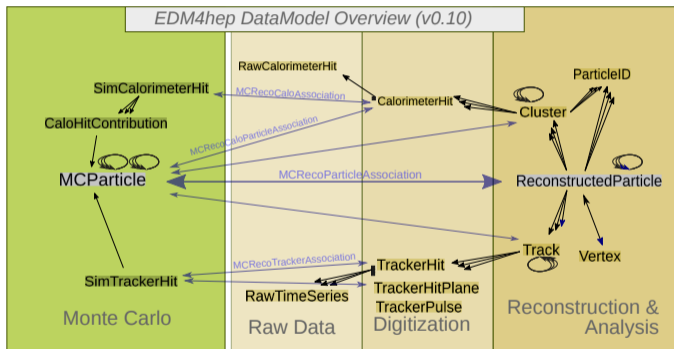 EDM4hep DataModel Overview (v0.10)
RawCalorimeterHit
ParticleID
SimCalorimeterHit
MCRecoCaloAssociation
CalorimeterHit
Cluster
CaloHitContribution
MCRecoCaloParticleAssociation
MCParticle
MCRecoParticleAssociation
ReconstructedParticle
MCRecoTrackerAssociation
TrackerHit
Track
Vertex
SimTrackerHit
RawTimeSeries
TrackerHitPlane
TrackerPulse
Monte Carlo
Raw Data
Digitization
Reconstruction &
Analysis